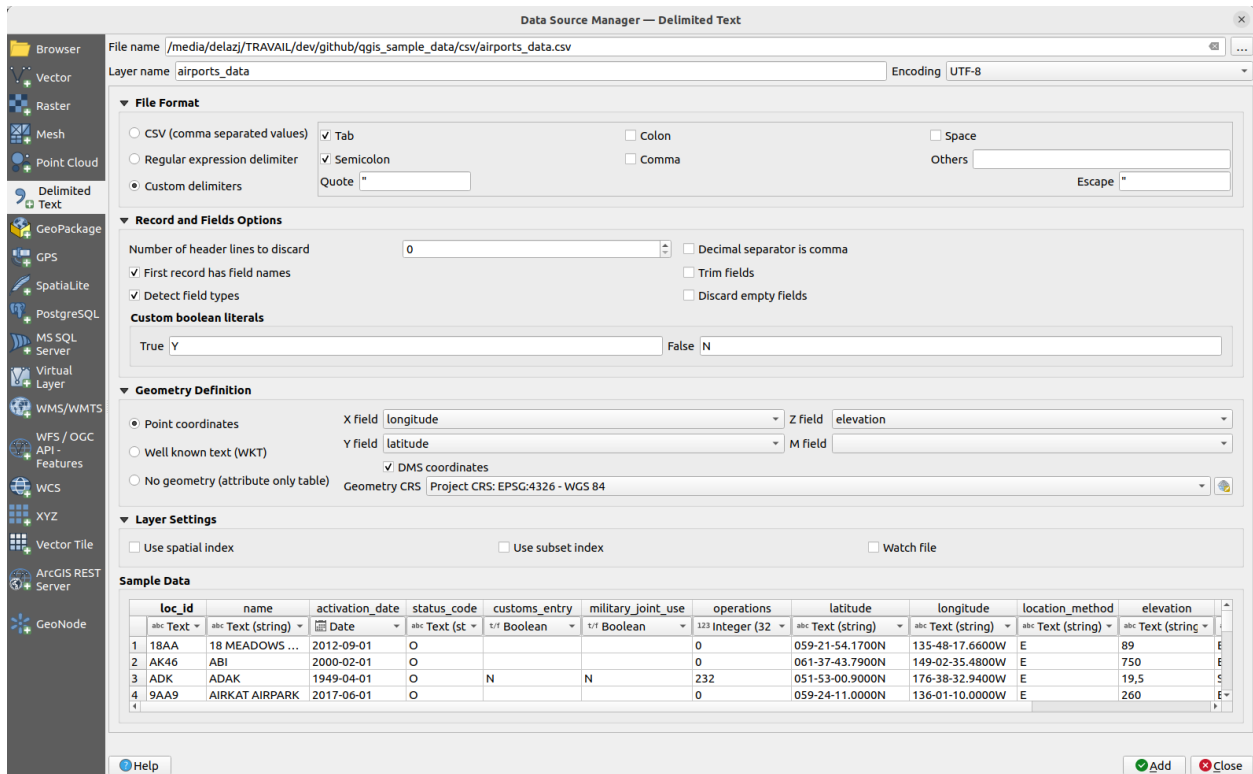 Data Source Manager — Delimited Text
Browser
Vector
Raster
Mesh
Point Cloud
Delimited
Text
GeoPackage
GPS
SpatiaLite
PostgreSQL
MS SQL
Server
Virtual
Layer
WMS/WMTS
WFS / OGC
API -
Features
WCS
XYZ
Vector Tile
ArcGIS REST
Server
GeoNode
File name /media/delazj/TRAVAIL/dev/github/qgis_sample_data/csv/airports_data.csv ...
Layer name airports_data Encoding UTF-8
File Format
CSV (comma separated values) Tab Colon Space
Regular expression delimiter Semicolon Comma Others
Custom delimiters Quote " Escape "
Record and Fields Options
Number of header lines to discard 0 Decimal separator is comma
First record has field names Trim fields
Detect field types Discard empty fields
Custom boolean literals
True Y False N
Geometry Definition
Point coordinates X field longitude Z field elevation
Well known text (WKT) Y field latitude M field
DMS coordinates
No geometry (attribute only table) Geometry CRS Project CRS: EPSG:4326 - WGS 84
Layer Settings
Use spatial index Use subset index Watch file
Sample Data
loc_id name activation_date status_code customs_entry military_joint_use operations latitude longitude location_method elevation
abc Text abc Text (string) Date abc Text (st t/f Boolean t/f Boolean 123 Integer (32 abc Text (string) abc Text (string) abc Text (string) abc Text (string
1 18AA 18 MEADOWS ... 2012-09-01 O 0 059-21-54.1700N 135-48-17.6600W E 89
2 AK46 ABI 2000-02-01 O 0 061-37-43.7900N 149-02-35.4800W E 750
3 ADK ADAK 1949-04-01 O N N 232 051-53-00.9000N 176-38-32.9400W E 19,5
4 9AA9 AIRKAT AIRPARK 2017-06-01 O 0 059-24-11.0000N 136-01-10.0000W E 260
Help Add Close